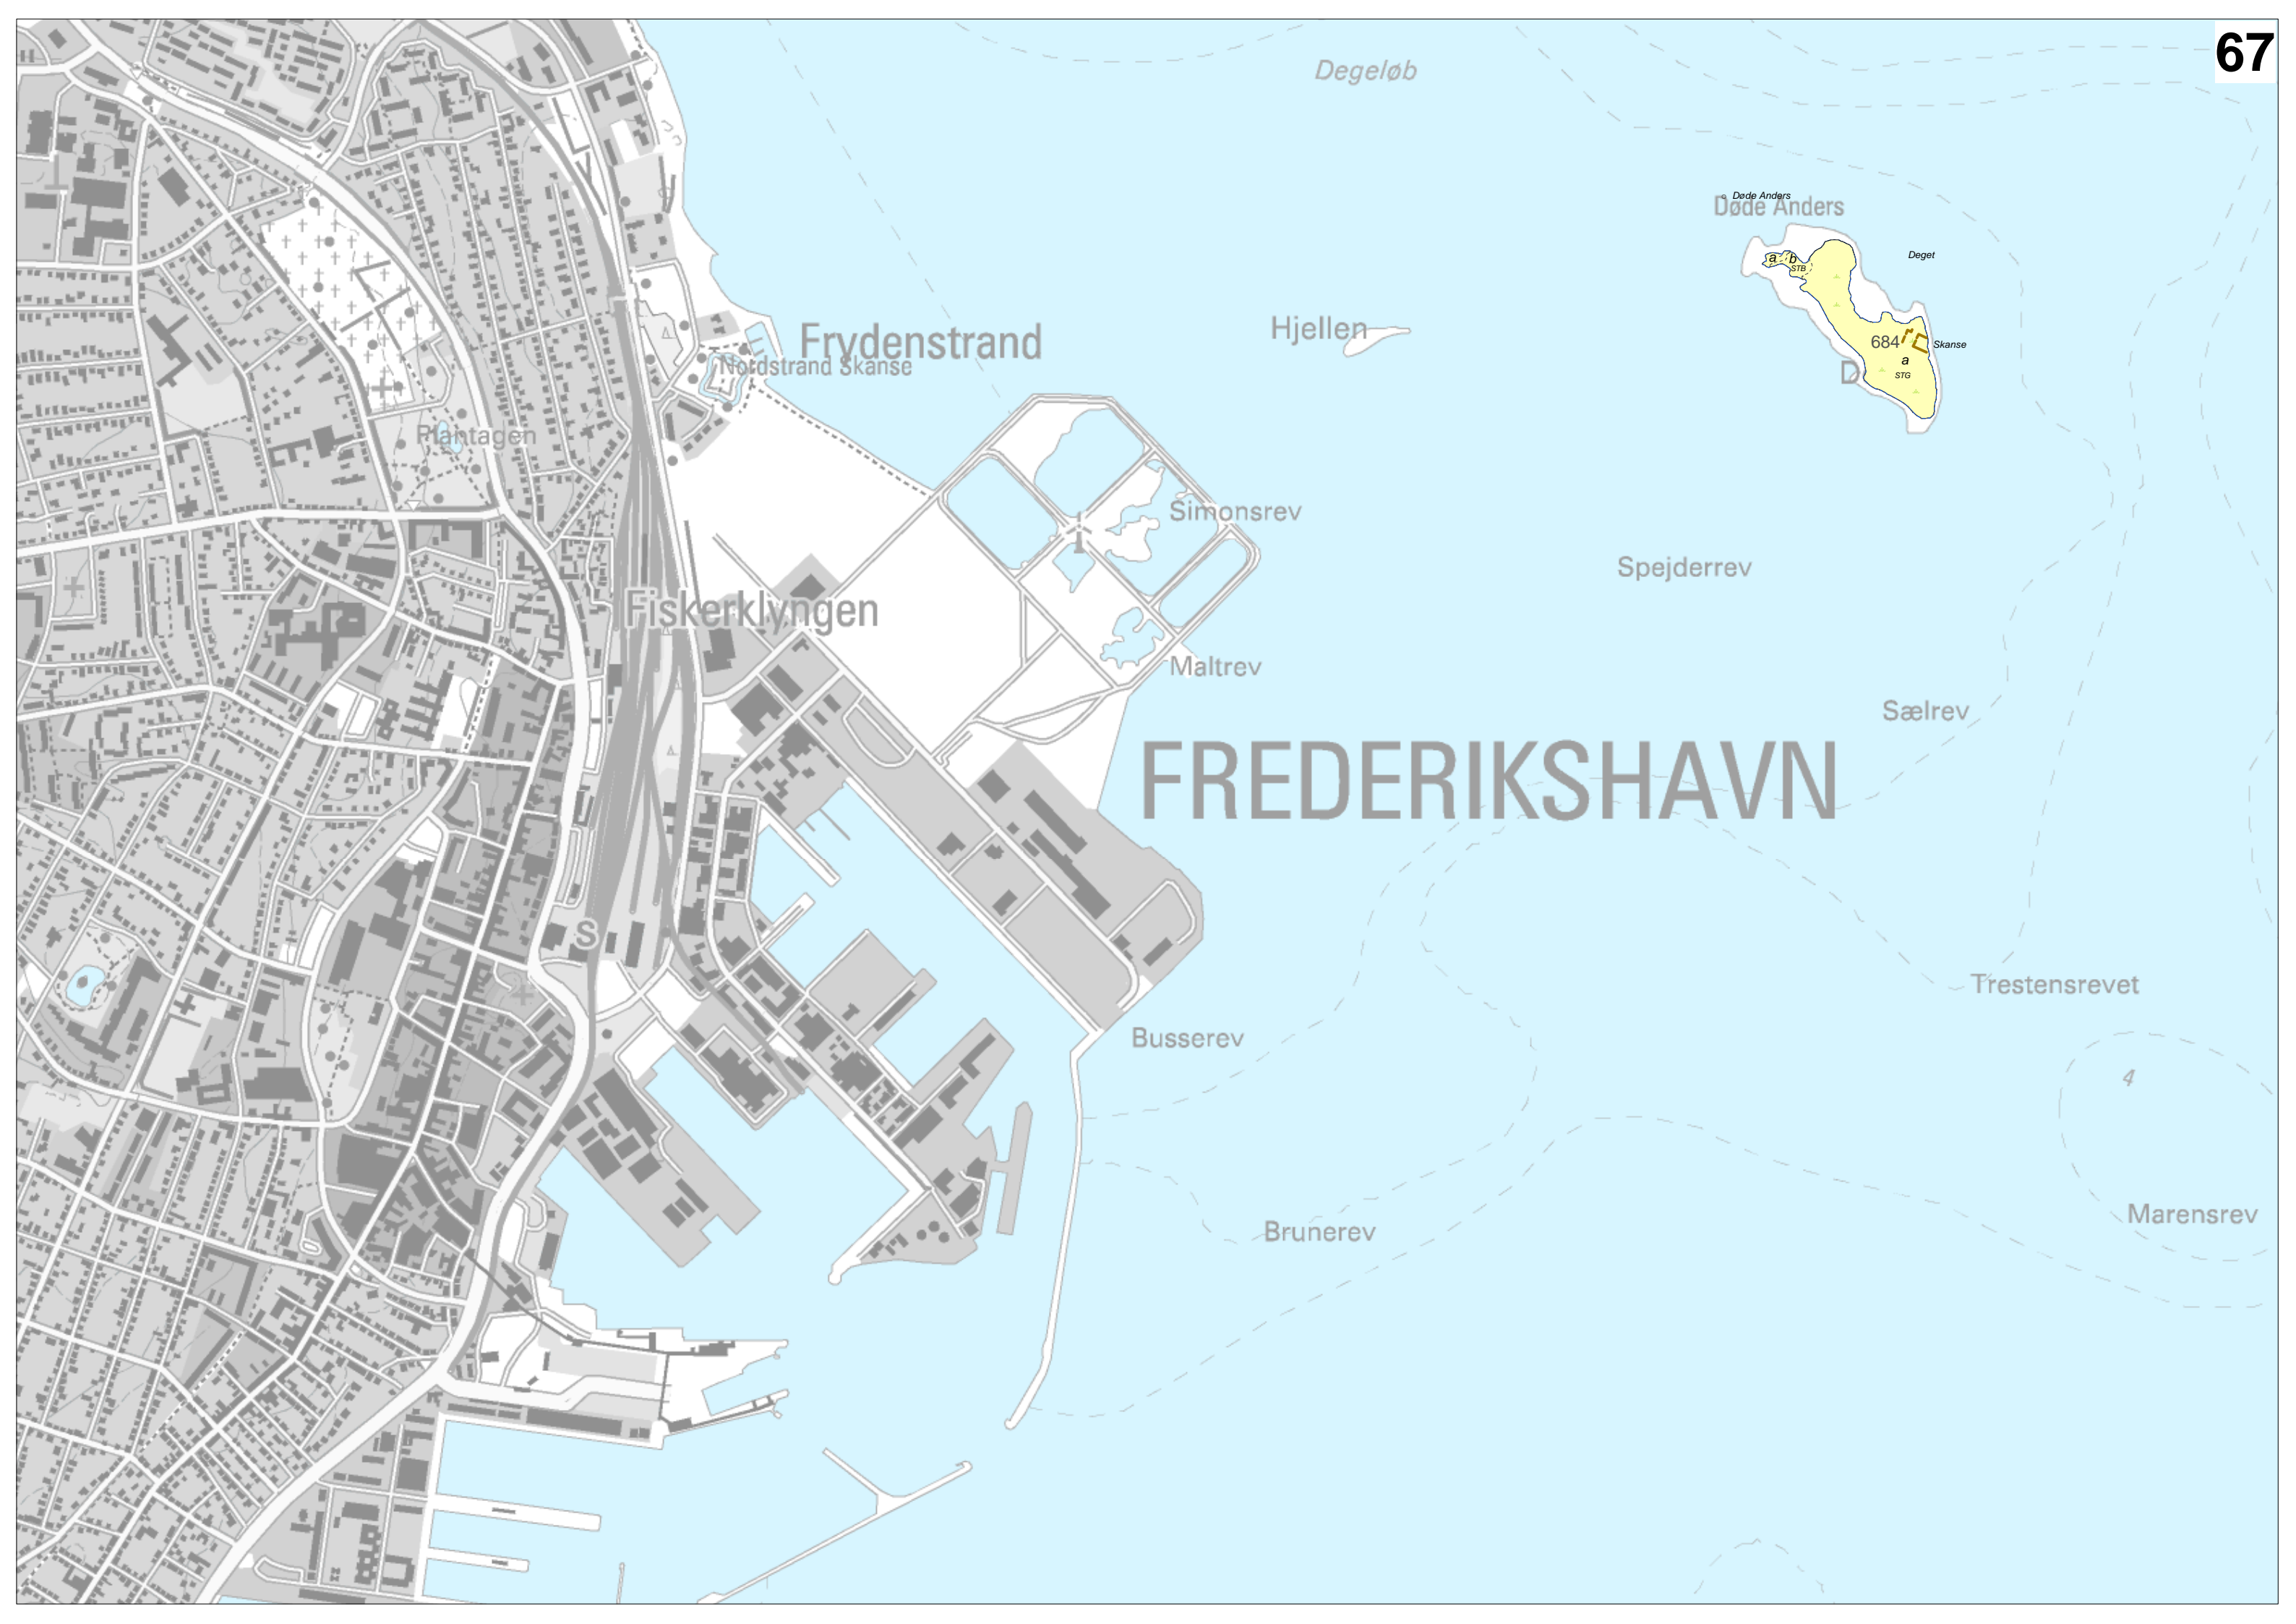 67
Degeløb
Døde Anders
Døde Anders
Deget
a
b
STB
Hjellen
Frydenstrand
Nordstrand Skanse
684
Skanse
a
D
STG
Plantagen
Simonsrev
Spejderrev
Fiskerklyngen
Maltrev
Sælrev
FREDERIKSHAVN
S
Trestensrevet
Busserev
4
Marensrev
Brunerev